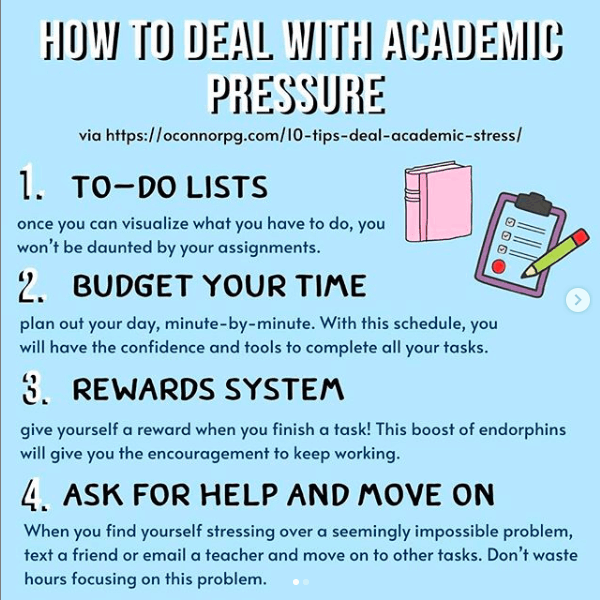 HOW TO DEAL WITH ACADEMIC
PRESSURE
via https://oconnorpg.com/10-tips-deal-academic-stress/
1. TO-DO LISTS
once you can visualize what you have to do, you
won't be daunted by your assignments.
2. BUDGET YOUR TIME
plan out your day, minute-by-minute. With this schedule, you
will have the confidence and tools to complete all your tasks.
3. REWARDS SYSTEM
give yourself a reward when you finish a task! This boost of endorphins
will give you the encouragement to keep working.
4. ASK FOR HELP AND MOVE ON
When you find yourself stressing over a seemingly impossible problem,
text a friend or email a teacher and move on to other tasks. Don't waste
hours focusing on this problem.